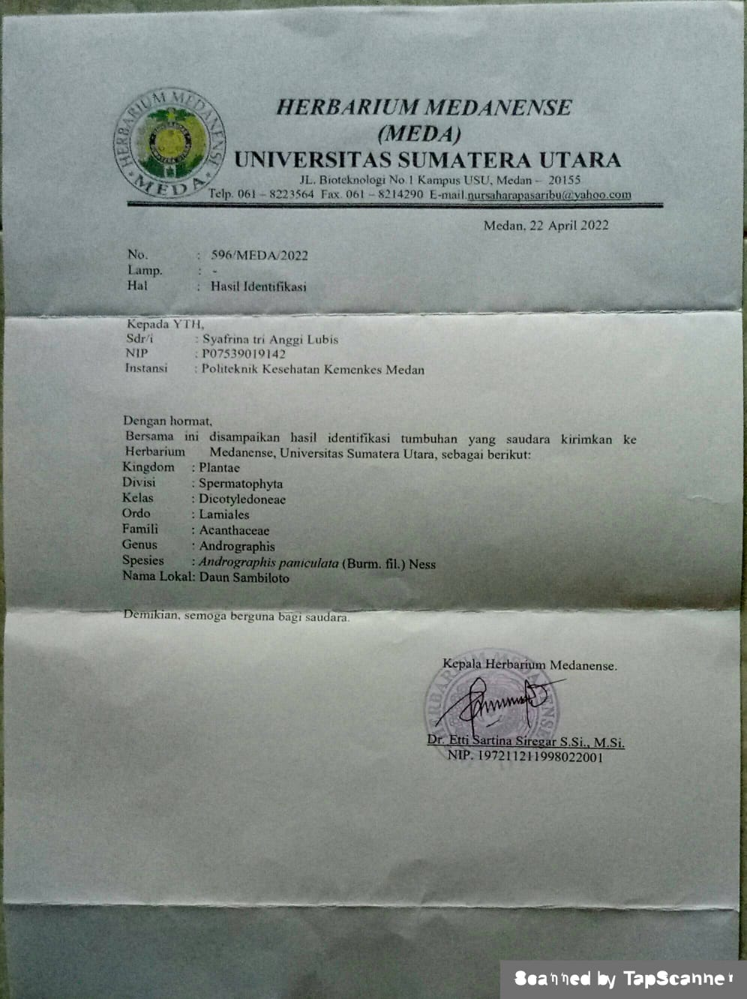 HERBARIUM MEDANENSE
MEDA
HERBARIUM MEDANENSE
(MEDA)
UNIVERSITAS SUMATERA UTARA
JL. Bioteknologi No.1 Kampus USU, Medan – 20155
Telp. 061 – 8223564 Fax. 061 – 8214290 E-mail.nursaharapasaribu@yahoo.com
Medan, 22 April 2022
No. : 596/MEDA/2022
Lamp. : -
Hal : Hasil Identifikasi
Kepada YTH,
Sdr/i : Syafrina tri Anggi Lubis
NIP : P07539019142
Instansi : Politeknik Kesehatan Kemenkes Medan
Dengan hormat,
Bersama ini disampaikan hasil identifikasi tumbuhan yang saudara kirimkan ke
Herbarium Medanense, Universitas Sumatera Utara, sebagai berikut:
Kingdom : Plantae
Divisi : Spermatophyta
Kelas : Dicotyledoneae
Ordo : Lamiales
Famili : Acanthaceae
Genus : Andrographis
Spesies : Andrographis paniculata (Burm. fil.) Ness
Nama Lokal: Daun Sambiloto
Demikian, semoga berguna bagi saudara.
Kepala Herbarium Medanense.
HERBARIUM MEDANENSE
Dr. Etti Sartina Siregar S.Si., M.Si.
NIP. 197211211998022001
Scanned by TapScanner